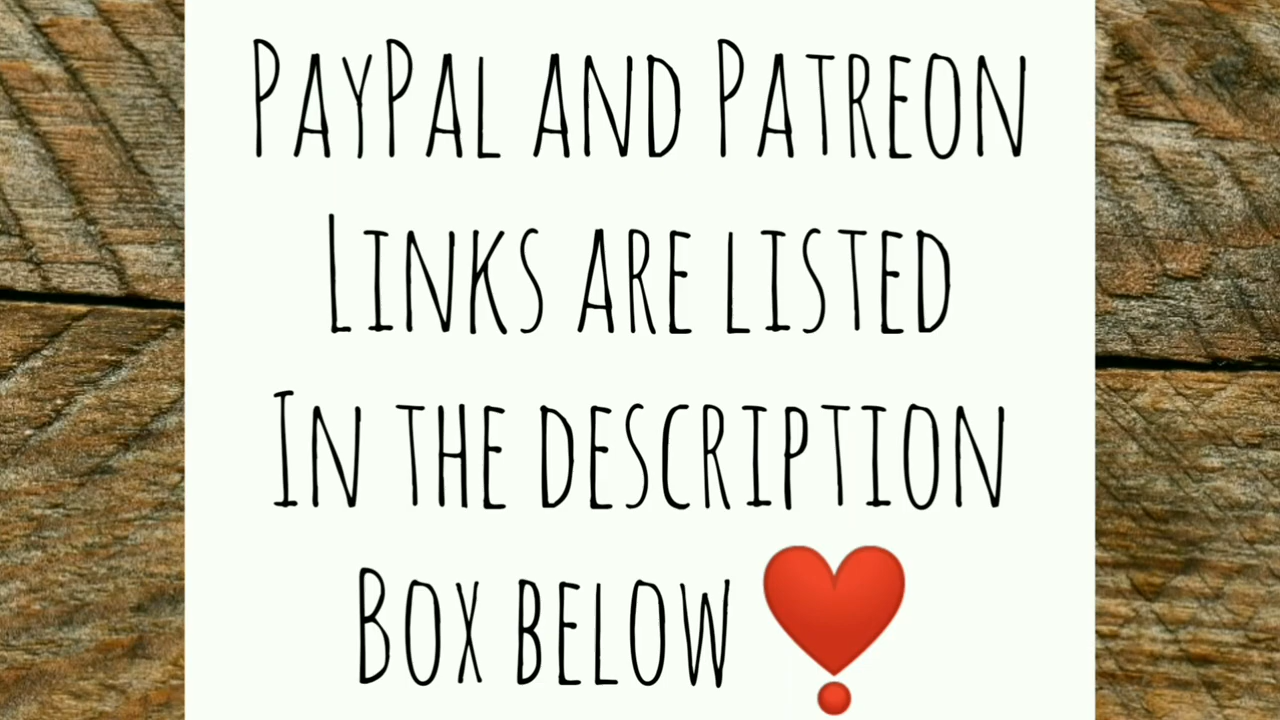 PayPal and Patreon
Links are listed
In the description
Box below ❣️